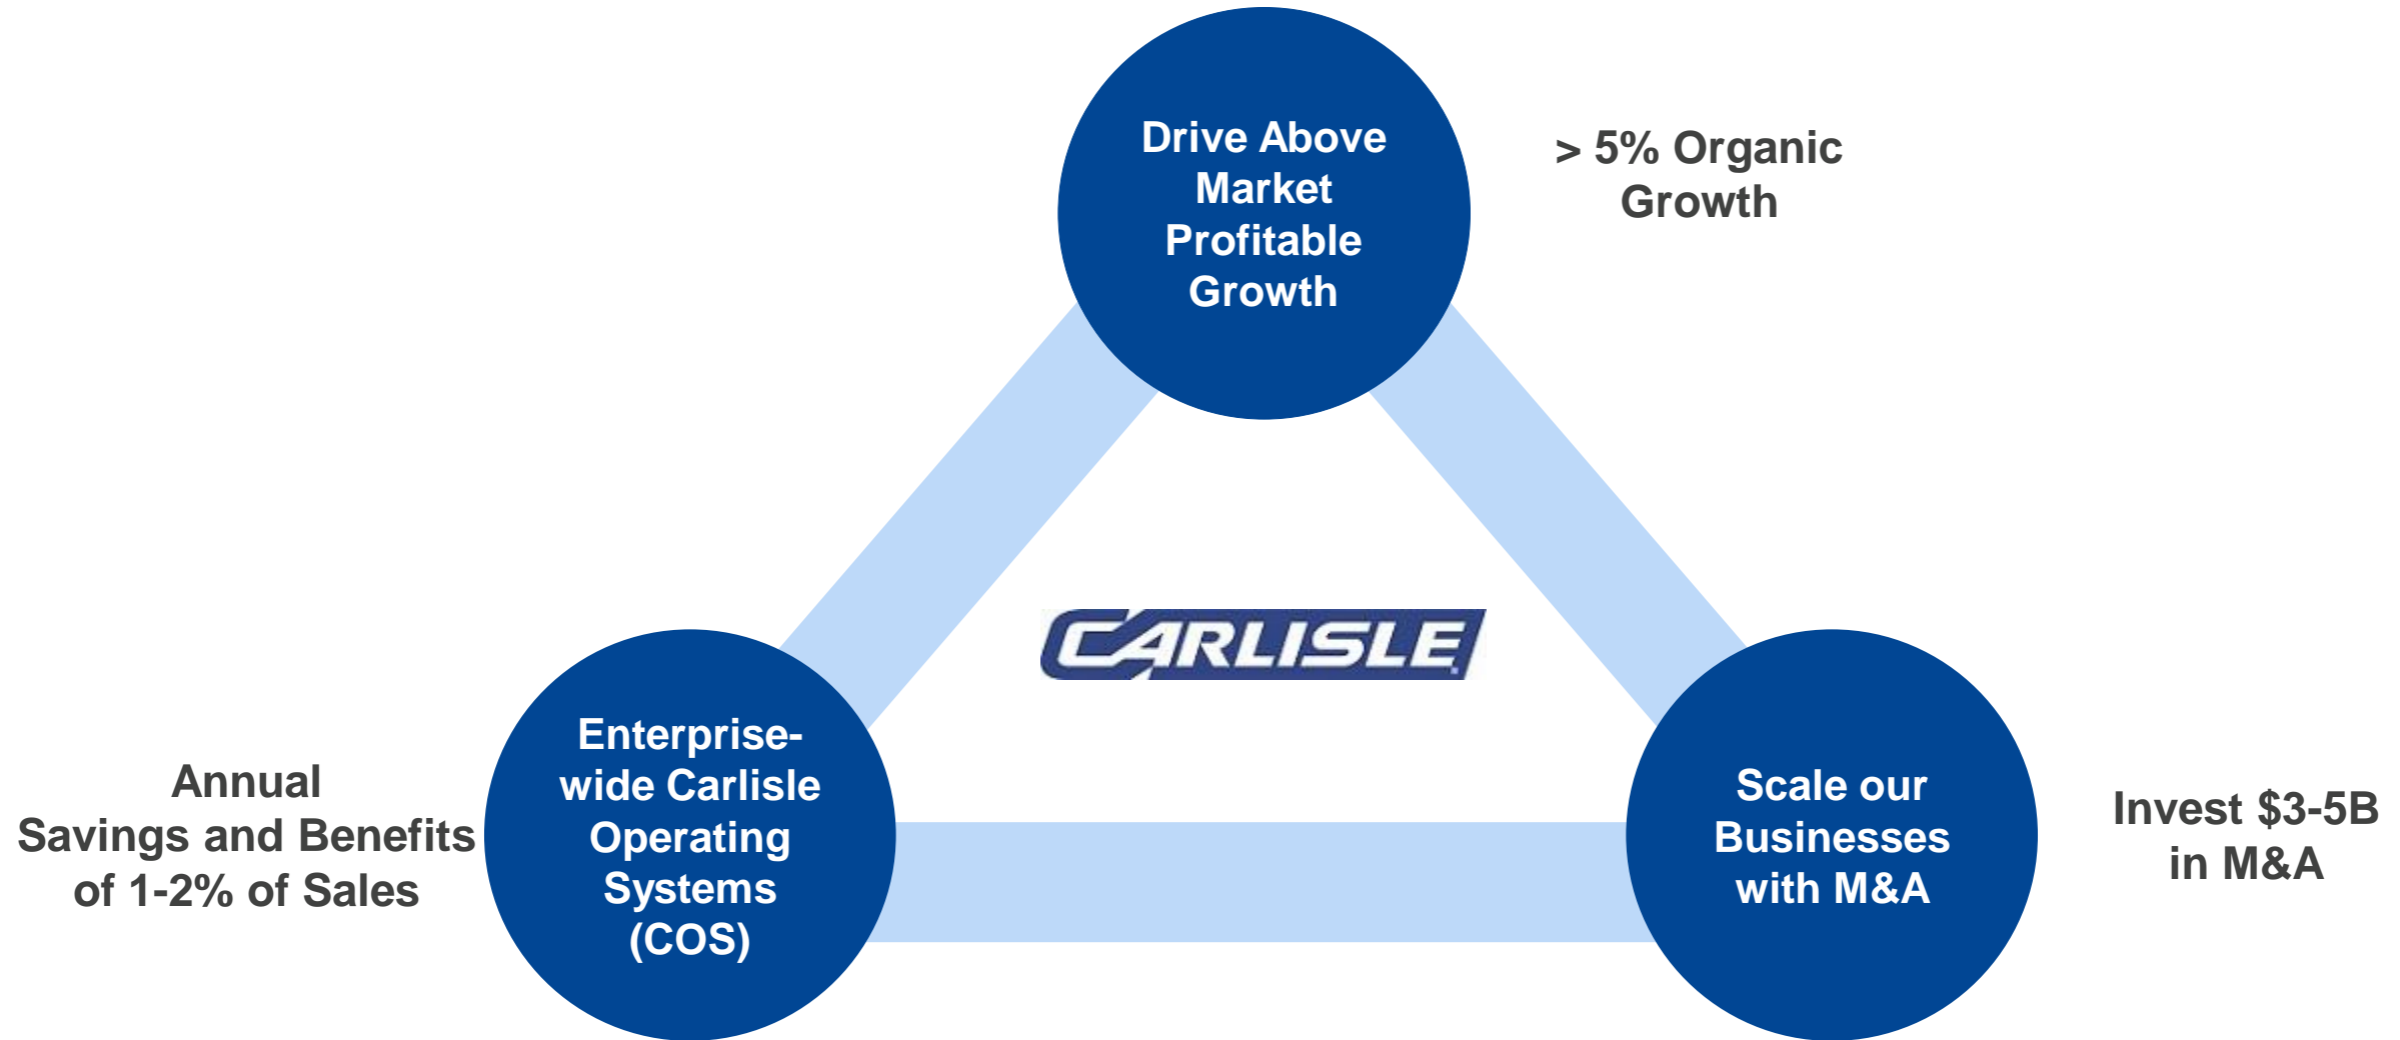 Drive Above
Market
Profitable
Growth
> 5% Organic
Growth
CARLISLE
Annual
Savings and Benefits
of 1-2% of Sales
Enterprise-
wide Carlisle
Operating
Systems
(COS)
Scale our
Businesses
with M&A
Invest $3-5B
in M&A